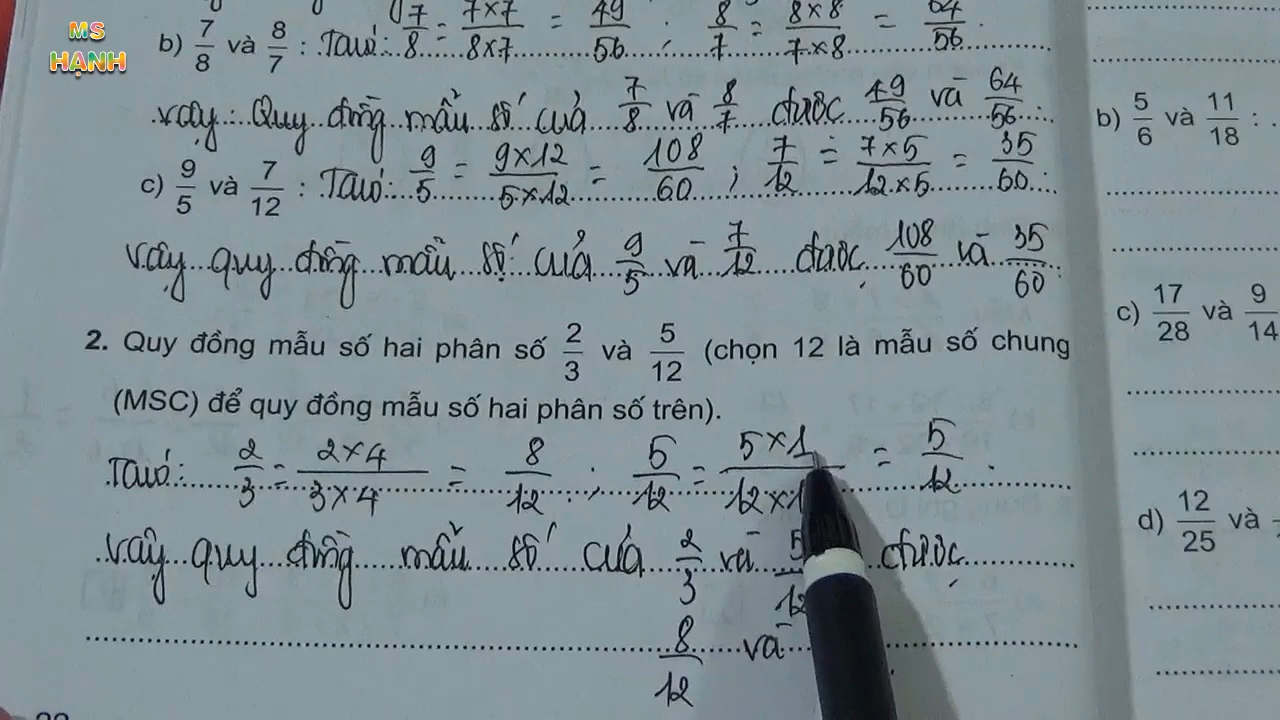 MS
HẠNH
b) 7/8 và 8/7 : Ta có: 7/8 = 7×7/8×7 = 49/56 ; 8/7 = 8×8/7×8 = 64/56 .
Vậy: Quy đồng mẫu số của 7/8 và 8/7 được 49/56 và 64/56 .
c) 9/5 và 7/12 : Ta có: 9/5 = 9×12/5×12 = 108/60 ; 7/12 = 7×5/12×5 = 35/60 .
Vậy quy đồng mẫu số của 9/5 và 7/12 được 108/60 và 35/60 .
2. Quy đồng mẫu số hai phân số 2/3 và 5/12 (chọn 12 là mẫu số chung
(MSC) để quy đồng mẫu số hai phân số trên).
Ta có: 2/3 = 2×4/3×4 = 8/12 ; 5/12 = 5×1/12×1 = 5/12 .
Vậy quy đồng mẫu số của 2/3 và 5/12 được
8/12 và
b) 5/6 và 11/18 :
c) 17/28 và 9/14
d) 12/25 và